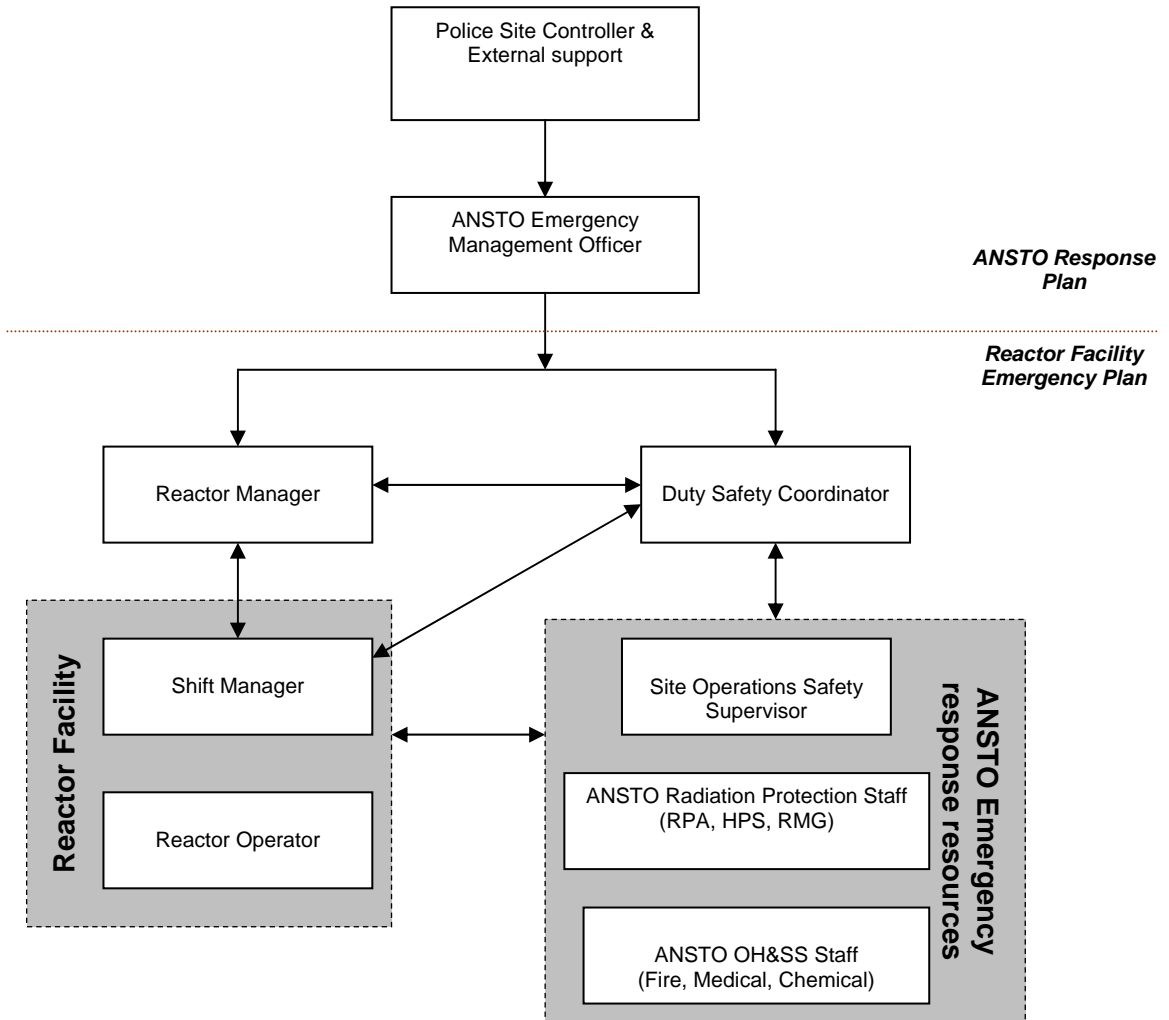 Police Site Controller &
External support
ANSTO Emergency
Management Officer
ANSTO Response
Plan
Reactor Facility
Emergency Plan
Reactor Manager
Duty Safety Coordinator
Reactor Facility
Shift Manager
Reactor Operator
Site Operations Safety
Supervisor
ANSTO Radiation Protection Staff
(RPA, HPS, RMG)
ANSTO OH&SS Staff
(Fire, Medical, Chemical)
ANSTO Emergency
response resources